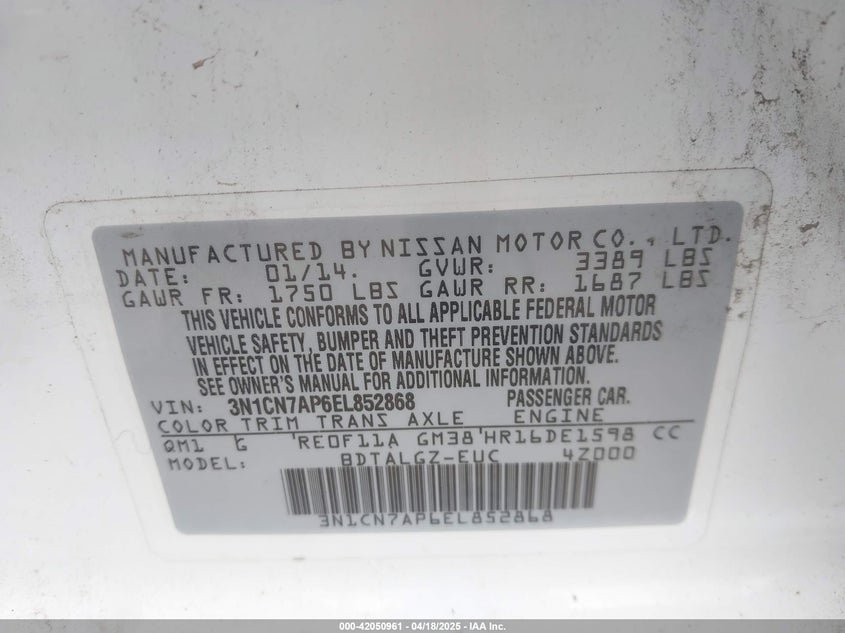 MANUFACTURED BY NISSAN MOTOR CO., LTD.
DATE: 01/14. GVWR: 3389 LBS
GAWR FR: 1750 LBS GAWR RR: 1687 LBS
THIS VEHICLE CONFORMS TO ALL APPLICABLE FEDERAL MOTOR
VEHICLE SAFETY, BUMPER AND THEFT PREVENTION STANDARDS
IN EFFECT ON THE DATE OF MANUFACTURE SHOWN ABOVE.
SEE OWNER'S MANUAL FOR ADDITIONAL INFORMATION.
VIN: 3N1CN7AP6EL852868 PASSENGER CAR.
COLOR TRIM TRANS AXLE ENGINE
QM1 G 'RE0F11A GM38'HR16DE1598 CC
MODEL: BDTALGZ-EUC 4Z000
3N1CN7AP6EL852868
000-42050961 | 04/18/2025 - IAA Inc.